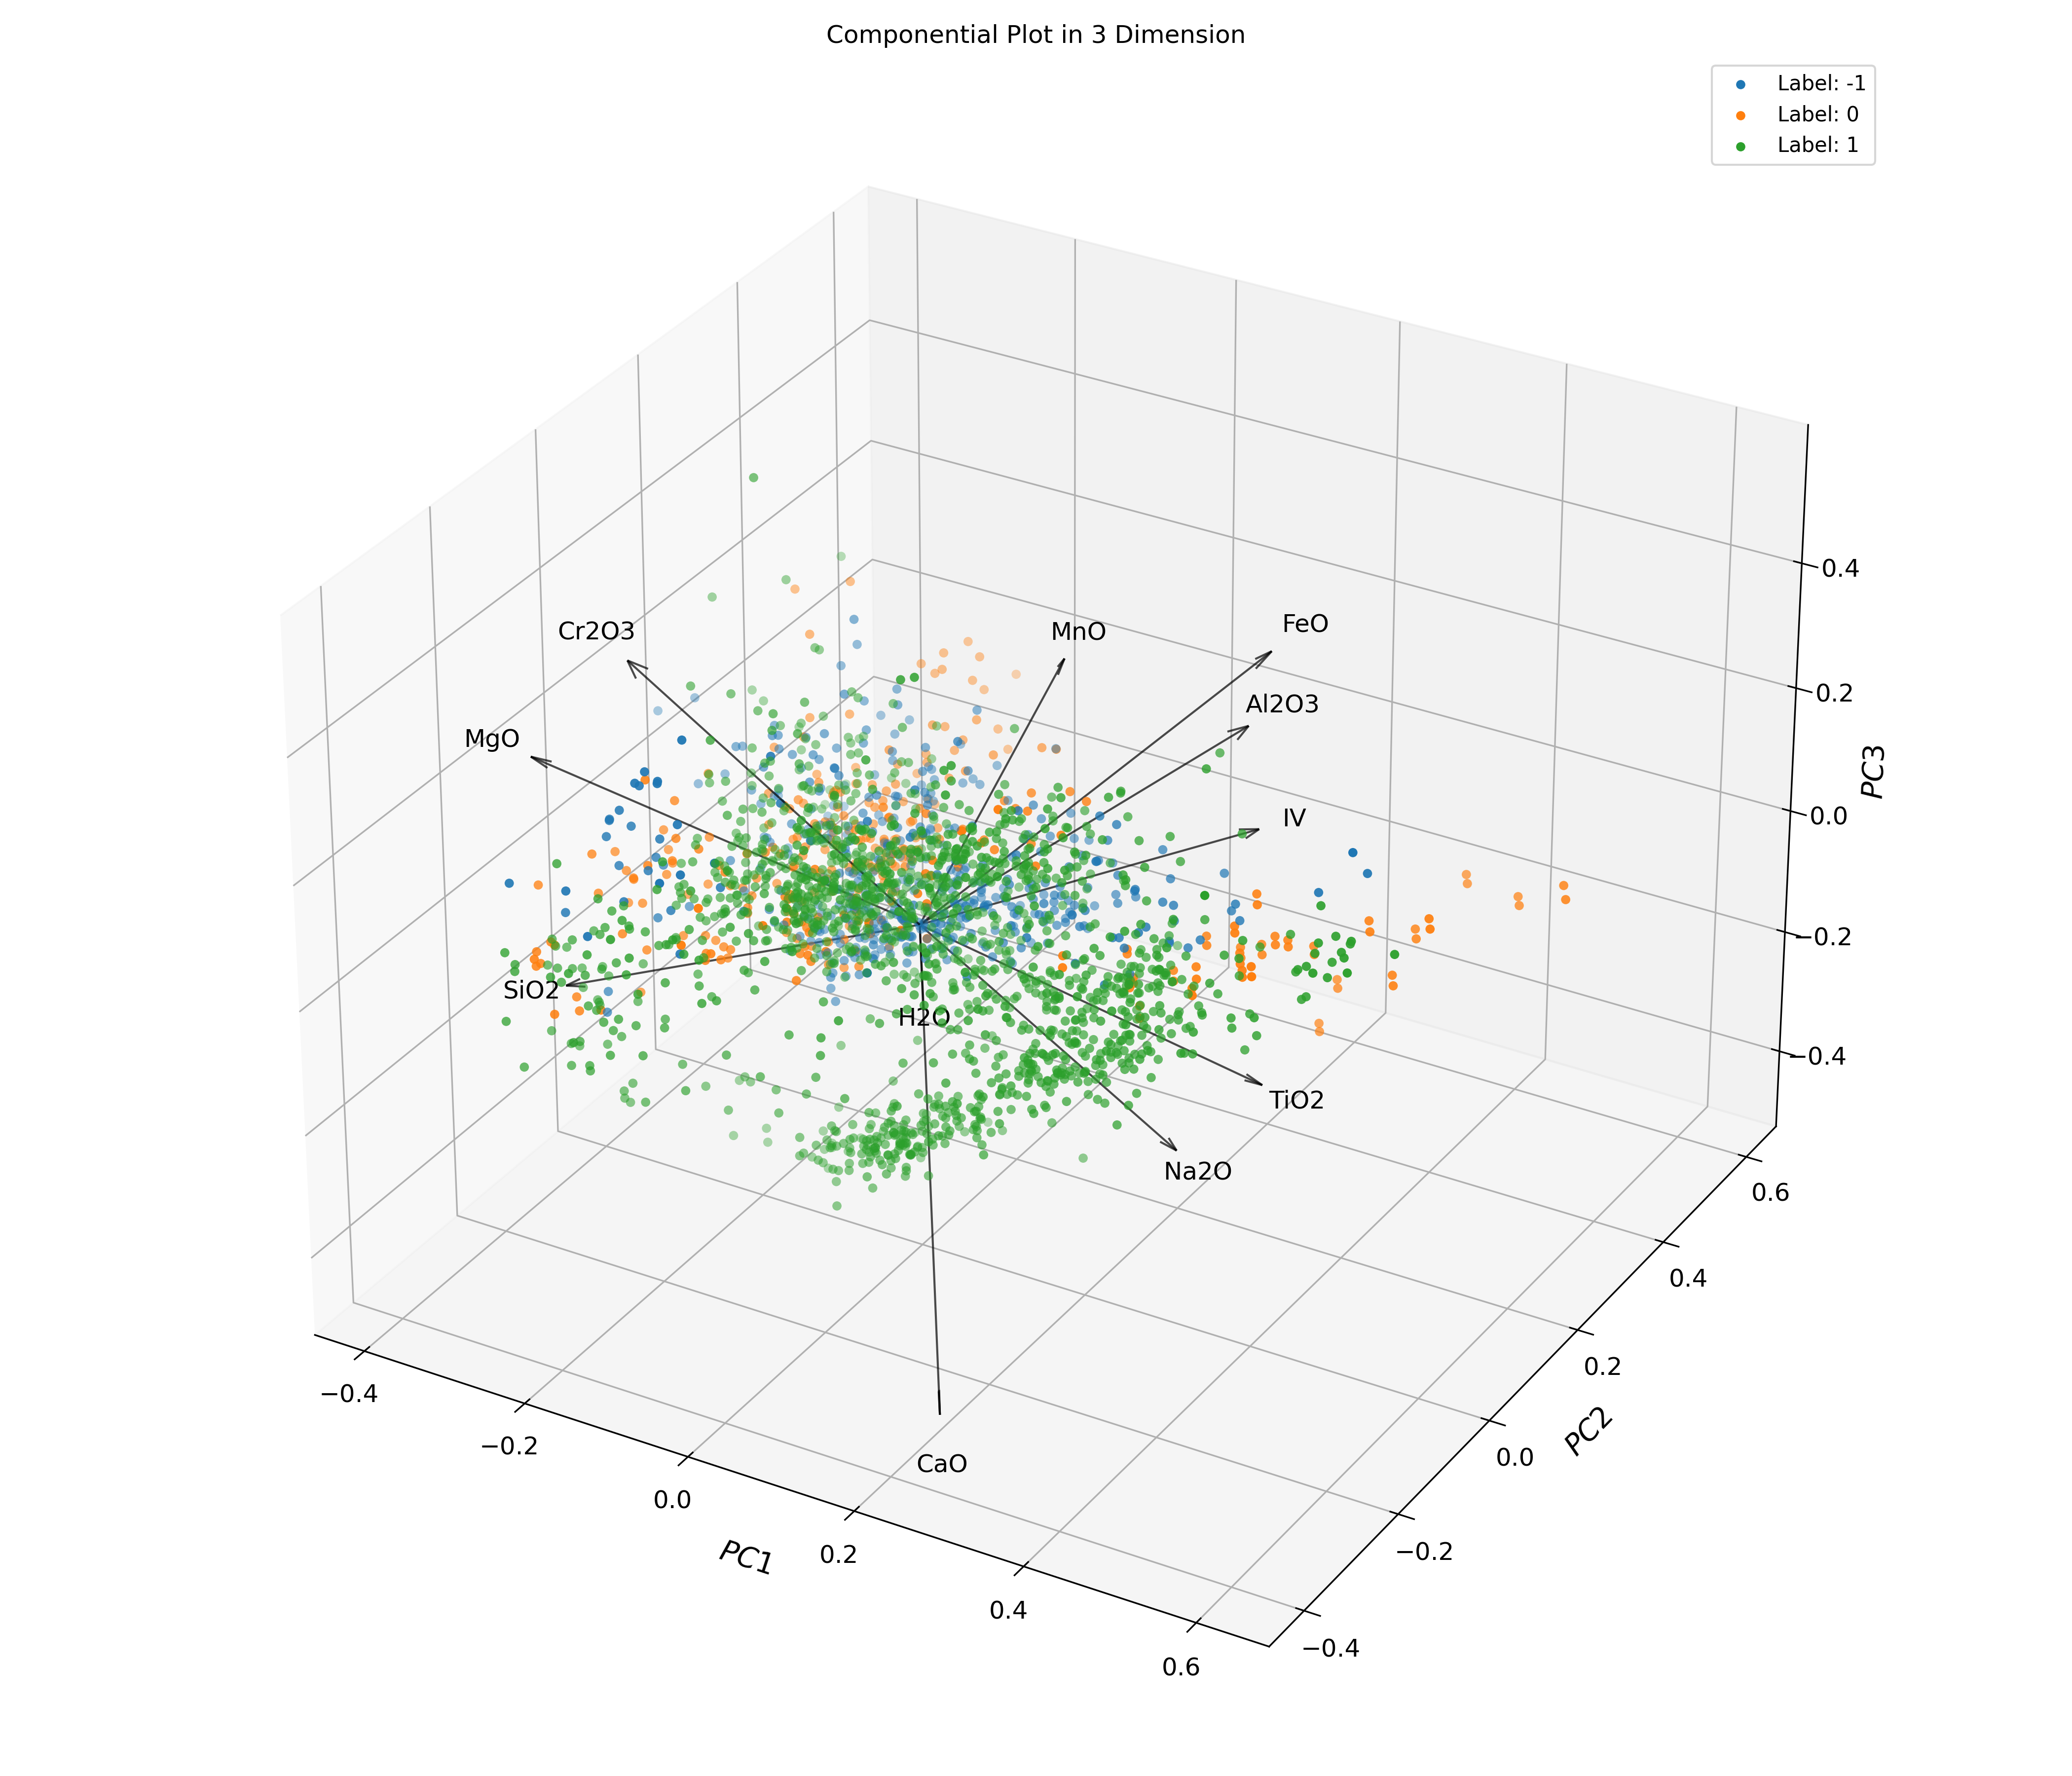 Componential Plot in 3 Dimension
Label: -1
Label: 0
Label: 1
Cr2O3
MnO
FeO
Al2O3
MgO
IV
SiO2
H2O
TiO2
Na2O
CaO
0.4
0.2
0.0
−0.2
−0.4
PC3
0.6
0.4
0.2
0.0
−0.2
−0.4
PC2
−0.4
−0.2
0.0
0.2
0.4
0.6
PC1